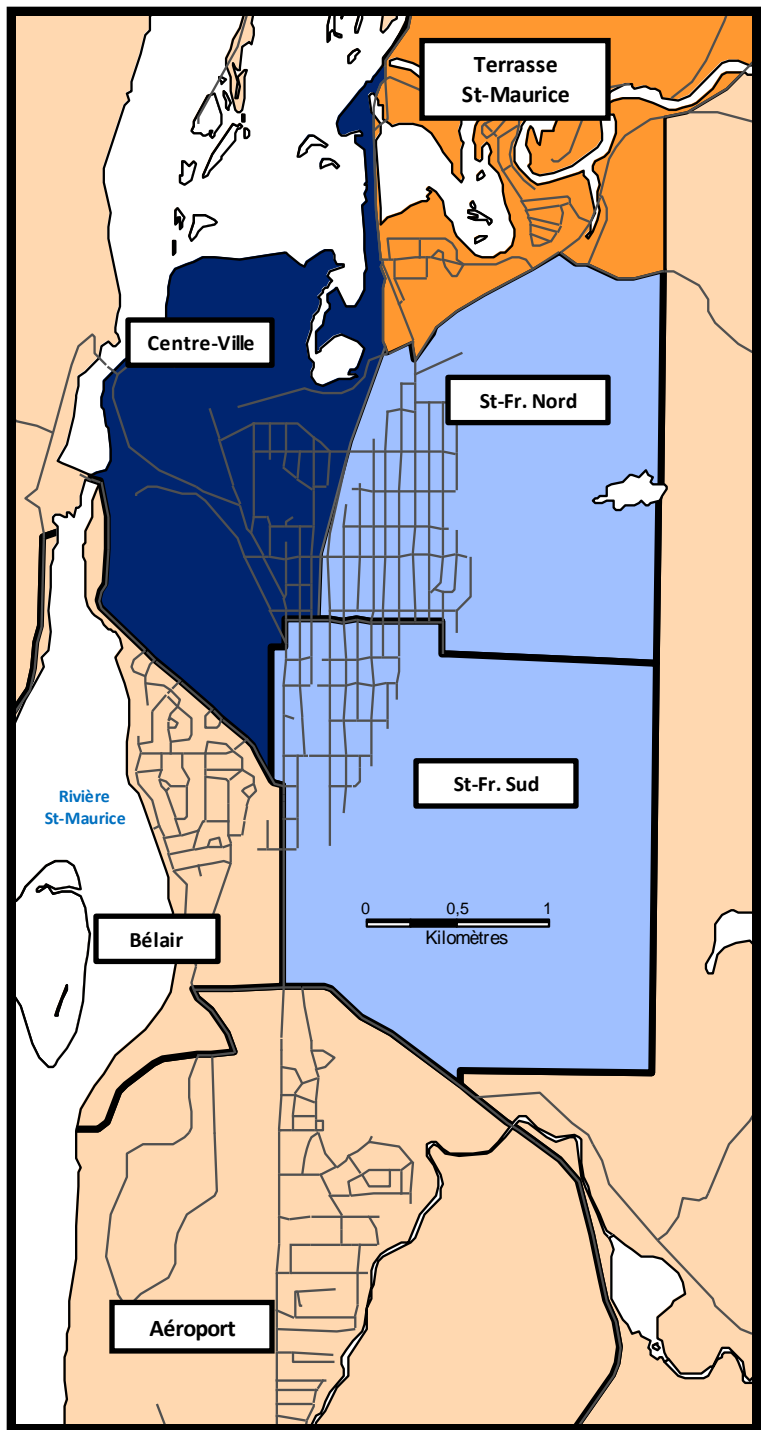 Terrasse
St-Maurice
Centre-Ville
St-Fr. Nord
St-Fr. Sud
Rivière
St-Maurice
0 0,5 1
Kilomètres
Bélair
Aéroport